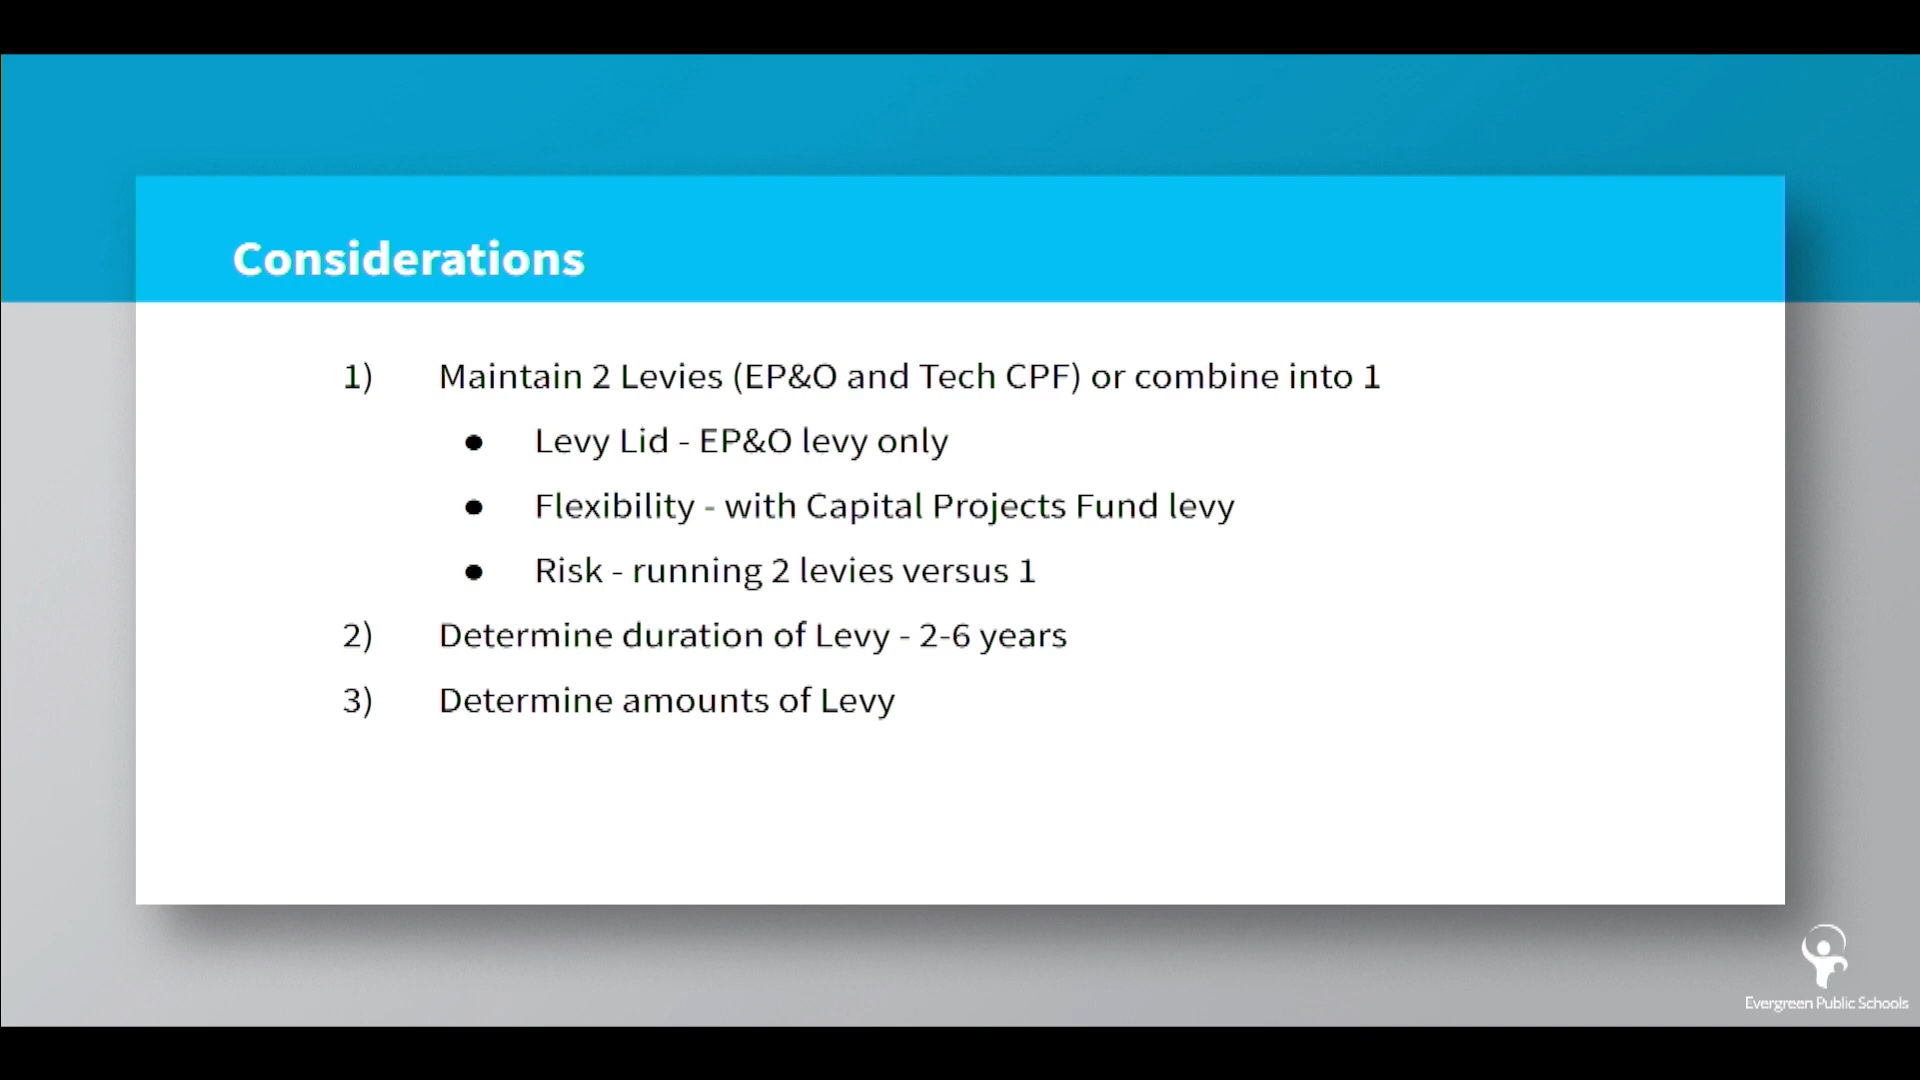 Considerations
1) Maintain 2 Levies (EP&O and Tech CPF) or combine into 1
● Levy Lid - EP&O levy only
● Flexibility - with Capital Projects Fund levy
● Risk - running 2 levies versus 1
2) Determine duration of Levy - 2-6 years
3) Determine amounts of Levy
Evergreen Public Schools